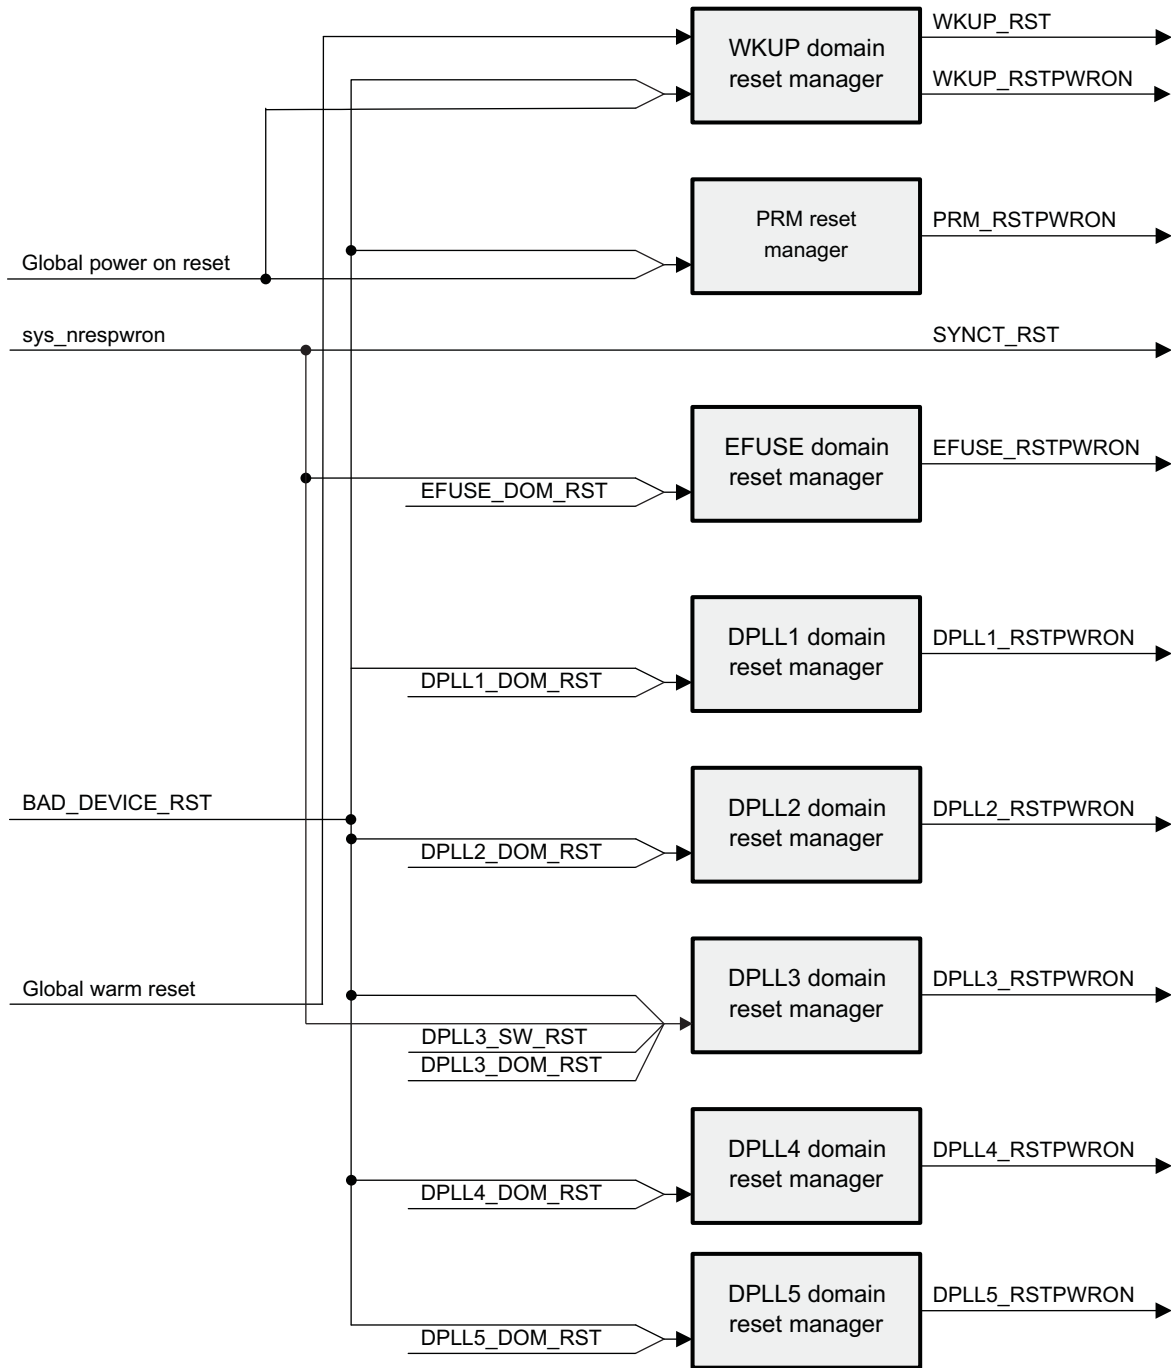 WKUP_RST
WKUP domain
reset manager
WKUP_RSTPWRON
PRM reset
manager
PRM_RSTPWRON
Global power on reset
sys_nrespwron
SYNCT_RST
EFUSE domain
reset manager
EFUSE_RSTPWRON
EFUSE_DOM_RST
DPLL1 domain
reset manager
DPLL1_RSTPWRON
DPLL1_DOM_RST
BAD_DEVICE_RST
DPLL2 domain
reset manager
DPLL2_RSTPWRON
DPLL2_DOM_RST
Global warm reset
DPLL3 domain
reset manager
DPLL3_RSTPWRON
DPLL3_SW_RST
DPLL3_DOM_RST
DPLL4 domain
reset manager
DPLL4_RSTPWRON
DPLL4_DOM_RST
DPLL5 domain
reset manager
DPLL5_RSTPWRON
DPLL5_DOM_RST